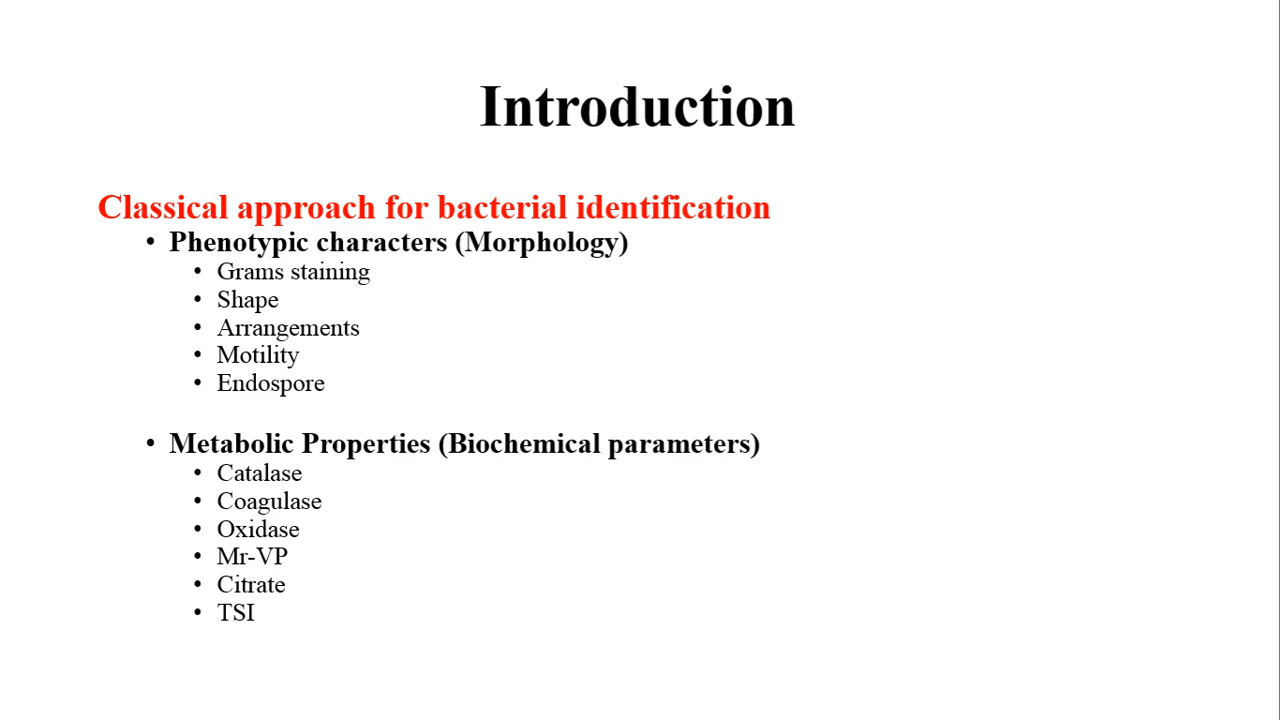 Introduction
Classical approach for bacterial identification
• Phenotypic characters (Morphology)
• Grams staining
• Shape
• Arrangements
• Motility
• Endospore
• Metabolic Properties (Biochemical parameters)
• Catalase
• Coagulase
• Oxidase
• Mr-VP
• Citrate
• TSI